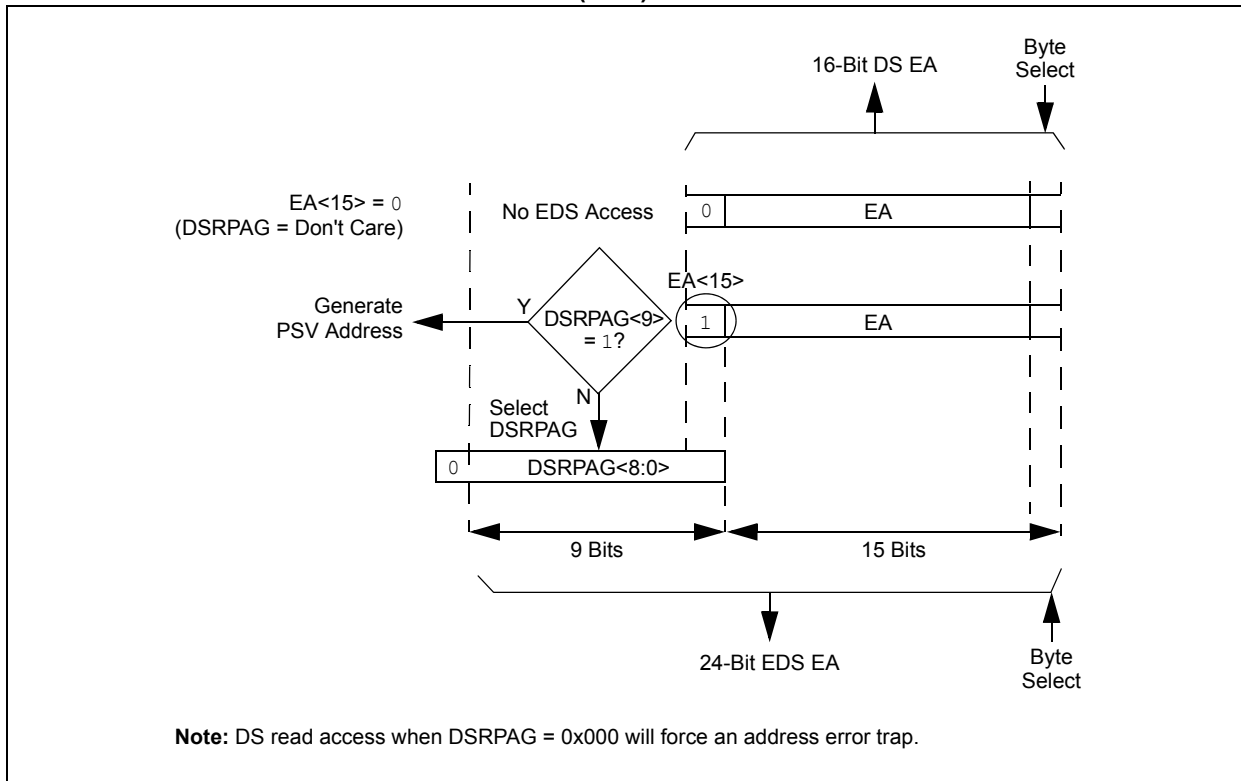 16-Bit DS EA
Byte
Select
EA<15> = 0
(DSRPAG = Don't Care)
No EDS Access
0
EA
EA<15>
Generate
PSV Address
Y
DSRPAG<9>
= 1?
1
EA
N
Select
DSRPAG
0
DSRPAG<8:0>
9 Bits
15 Bits
24-Bit EDS EA
Byte
Select
Note: DS read access when DSRPAG = 0x000 will force an address error trap.